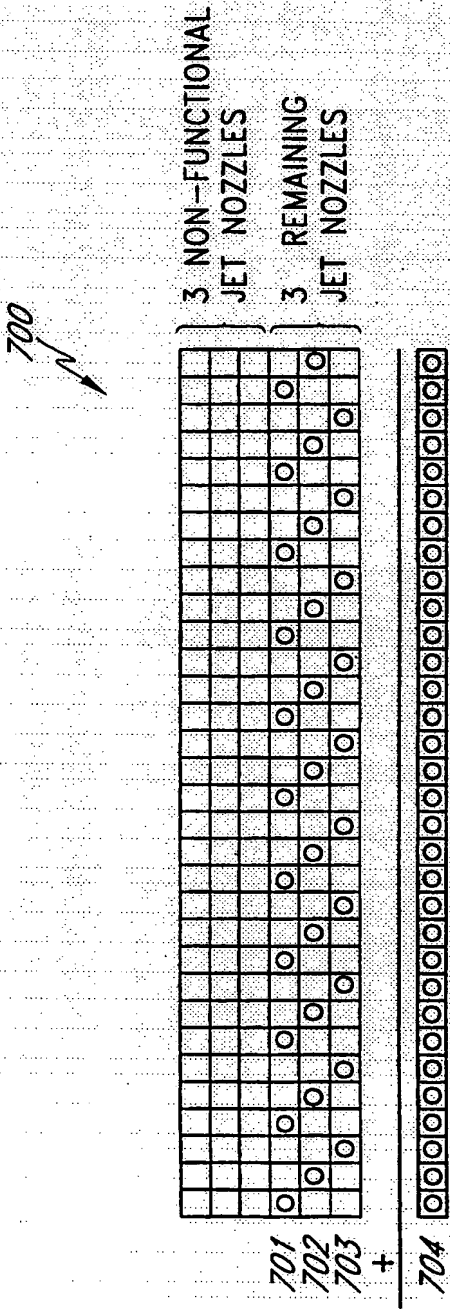 700
3 NON-FUNCTIONAL
JET NOZZLES
3 REMAINING
JET NOZZLES
701
702
703
+
704